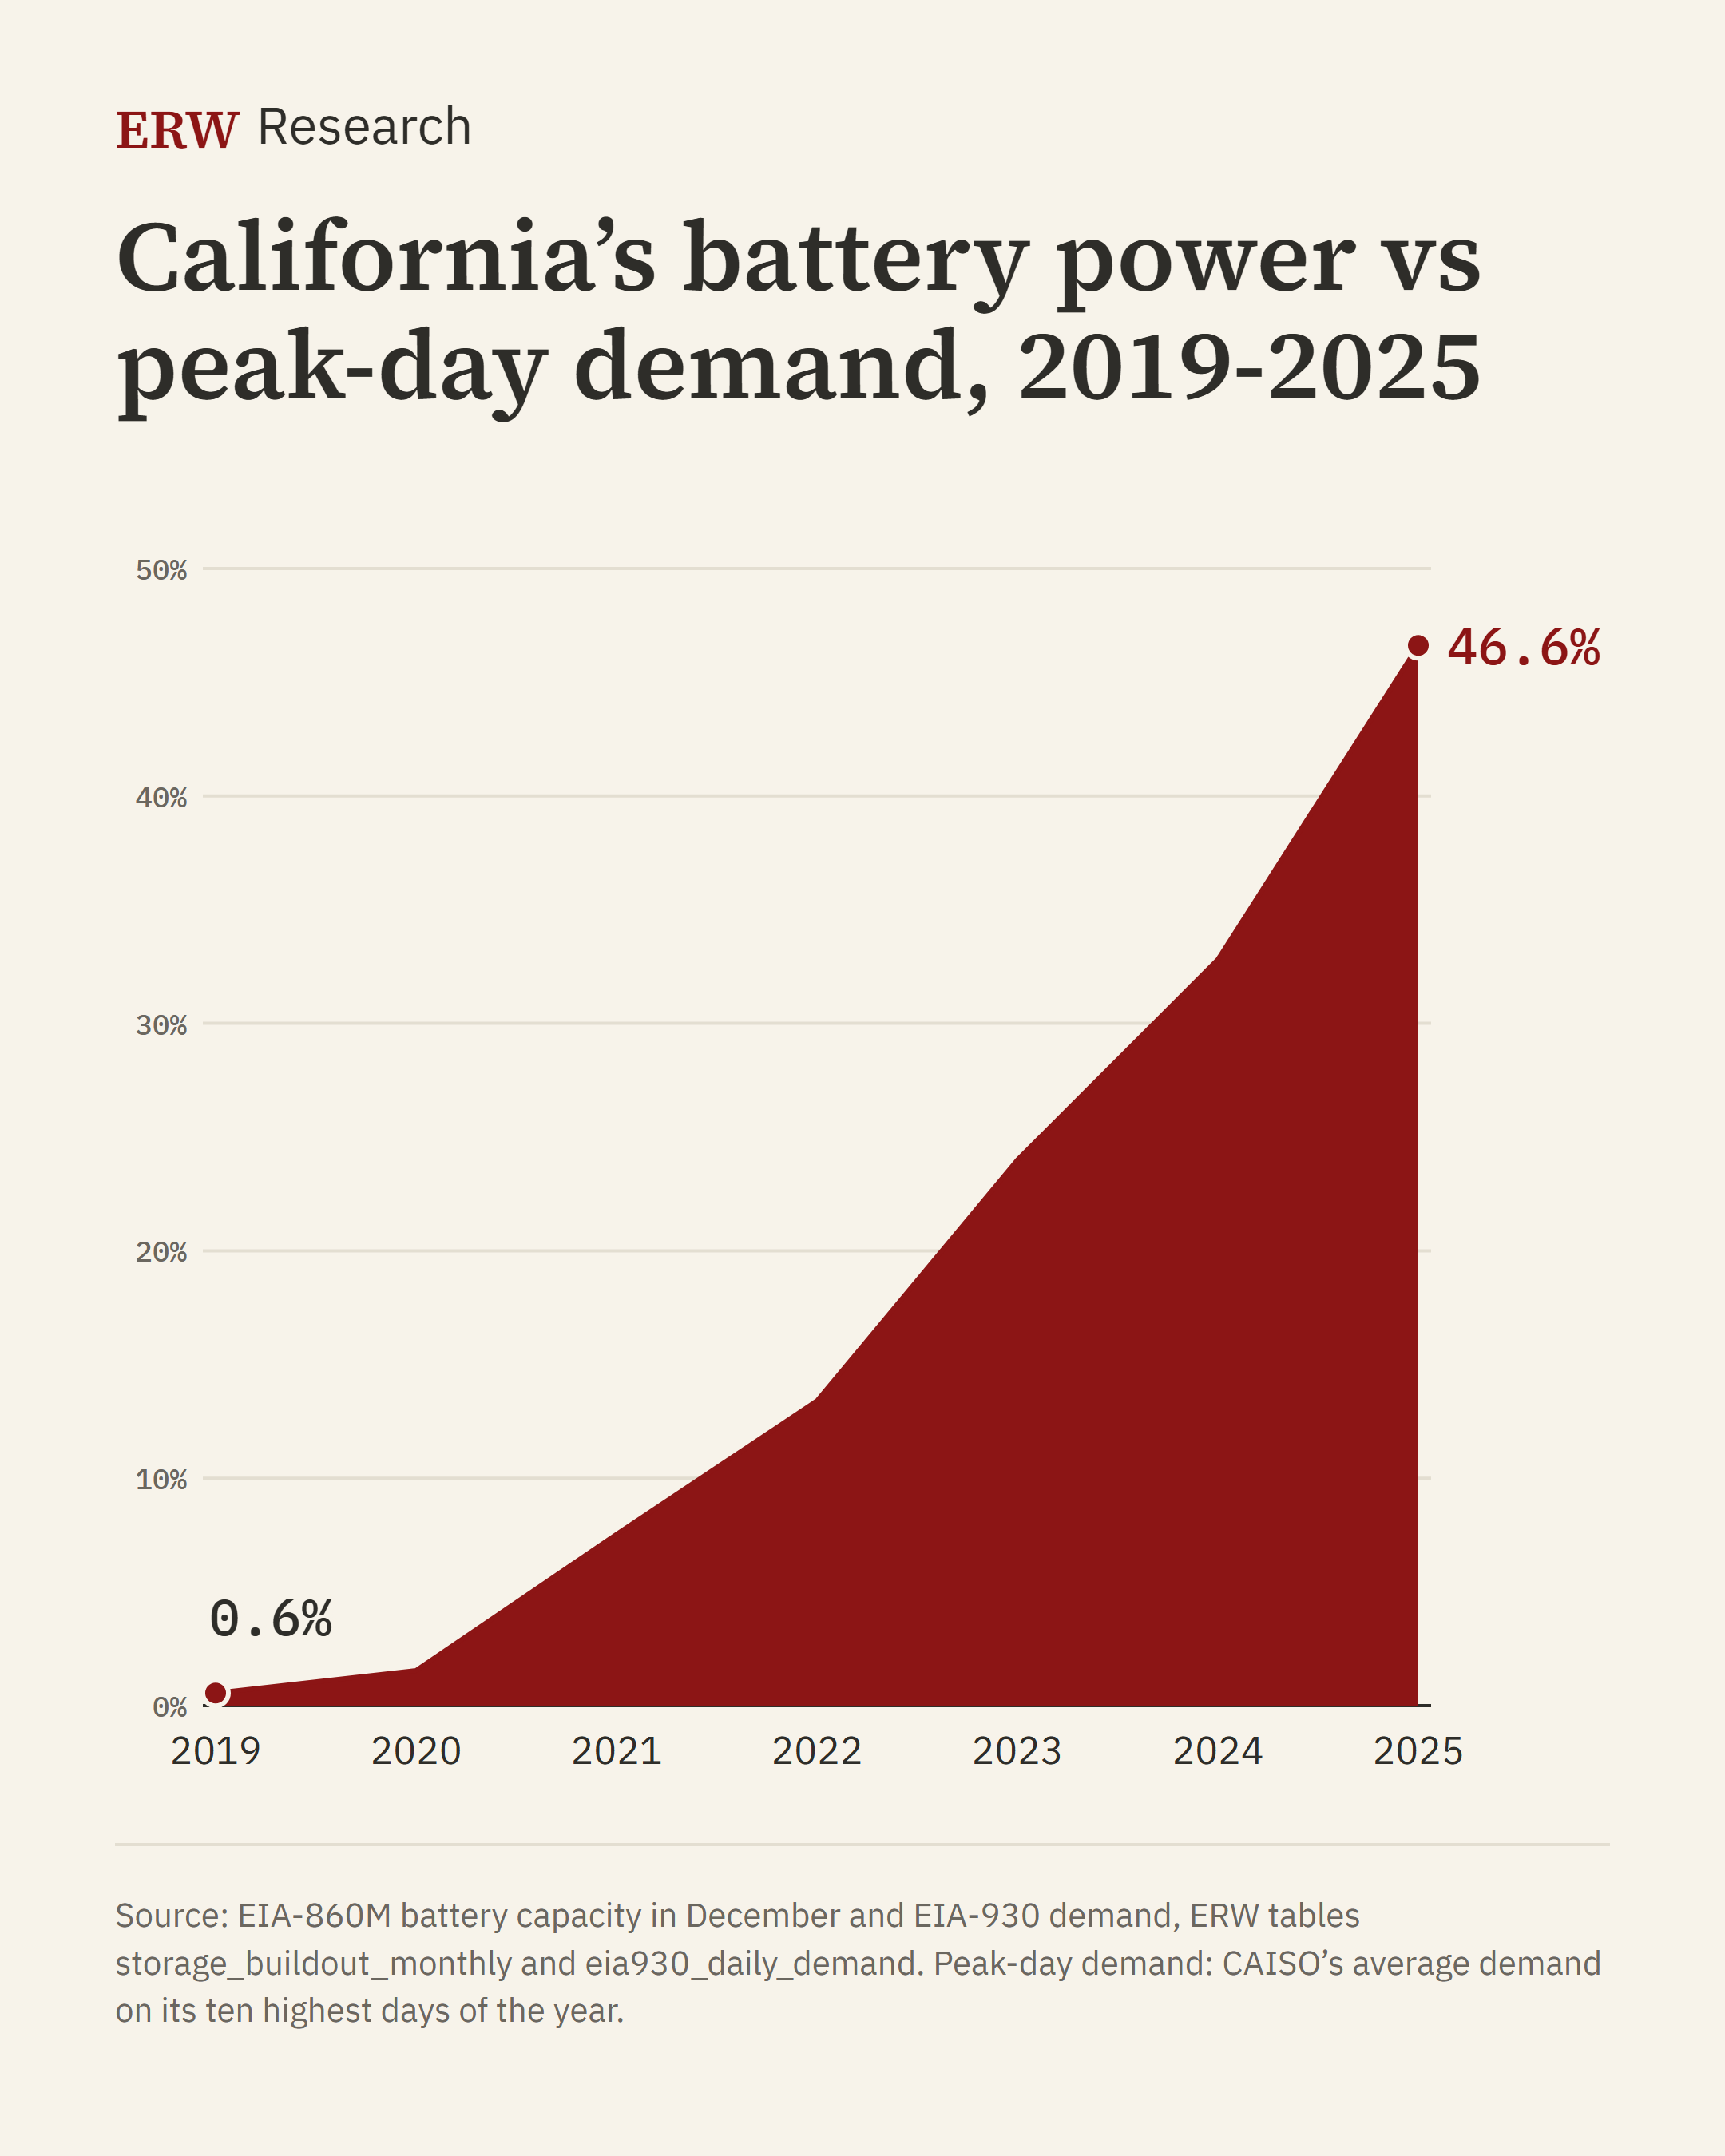 ERW Research
California’s battery power vs
peak-day demand, 2019-2025
50%
46.6%
40%
30%
20%
10%
0.6%
0%
2019 2020 2021 2022 2023 2024 2025
Source: EIA-860M battery capacity in December and EIA-930 demand, ERW tables
storage_buildout_monthly and eia930_daily_demand. Peak-day demand: CAISO’s average demand
on its ten highest days of the year.